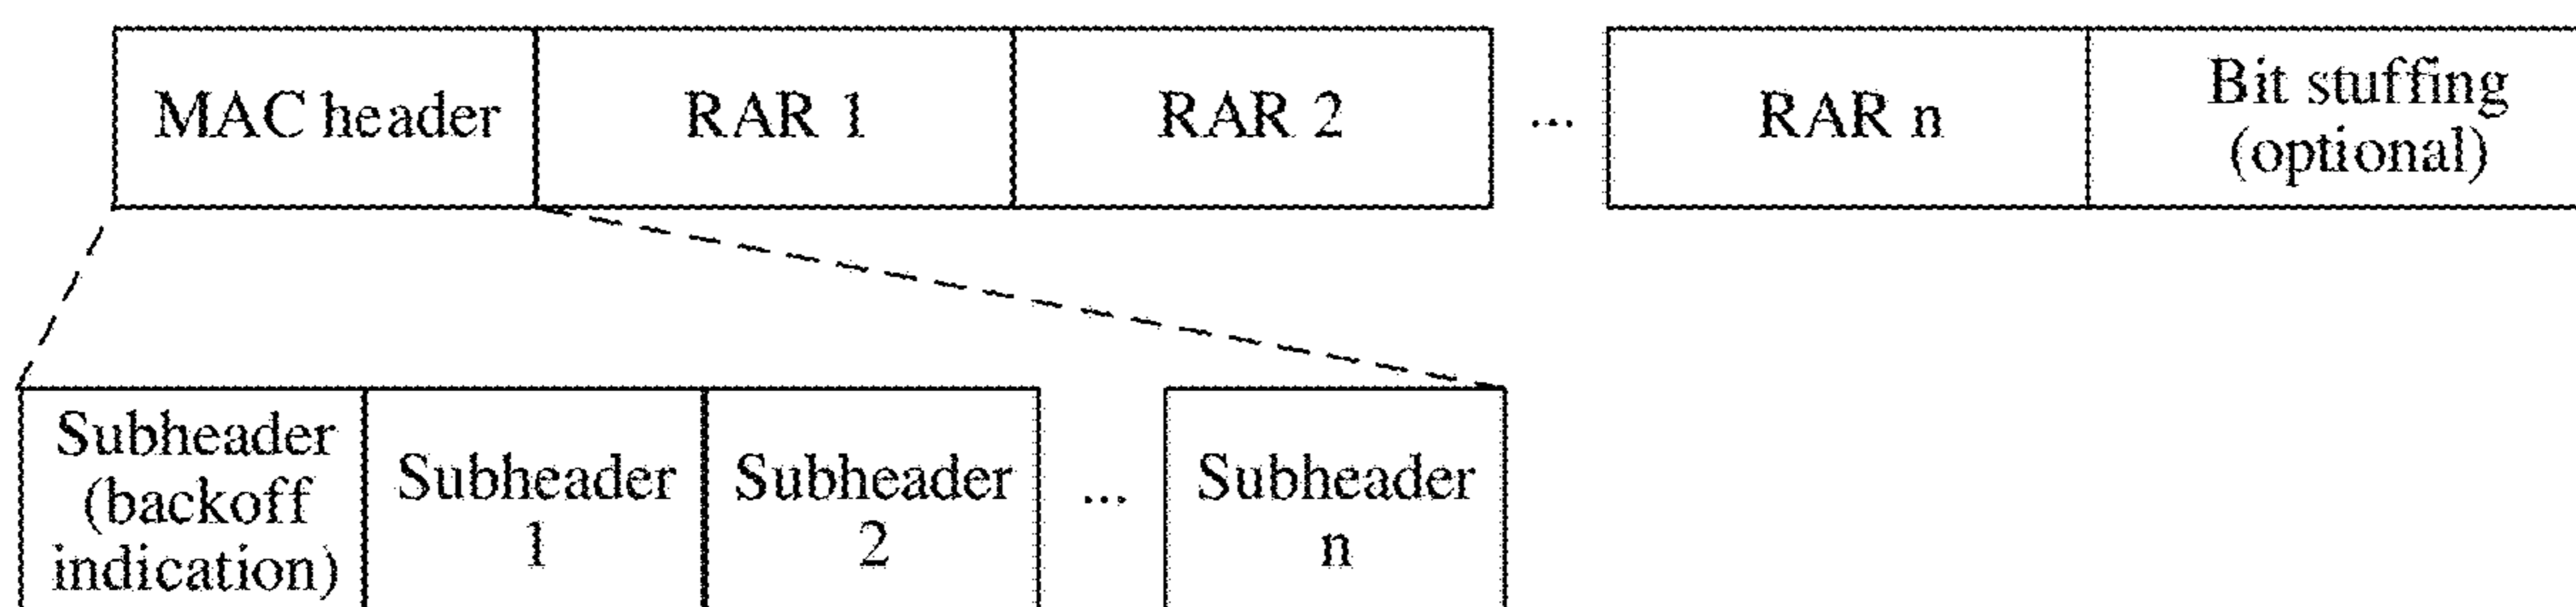 MAC header
RAR 1
RAR 2
...
RAR n
Bit stuffing
(optional)
Subheader
(backoff
indication)
Subheader
1
Subheader
2
...
Subheader
n